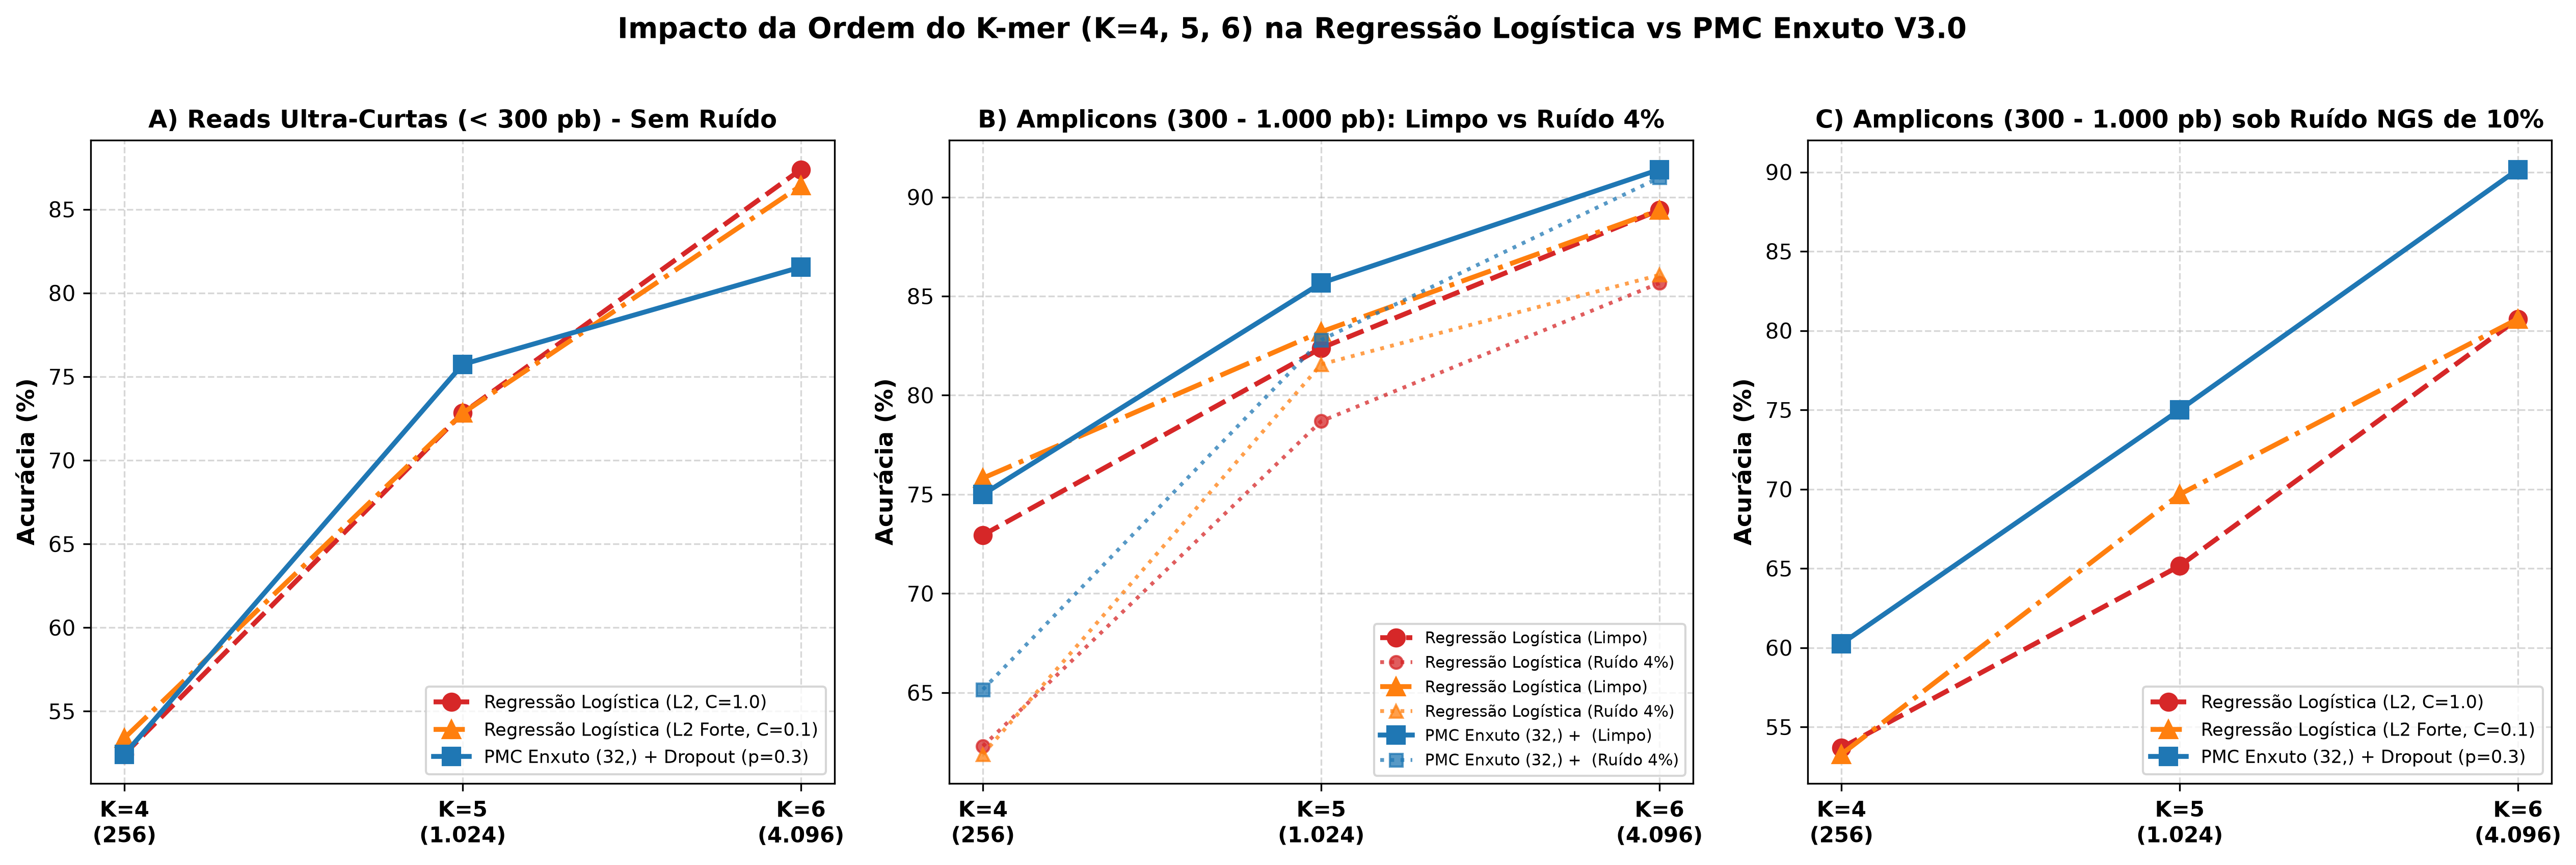 Impacto da Ordem do K-mer (K=4, 5, 6) na Regressão Logística vs PMC Enxuto V3.0
A) Reads Ultra-Curtas (< 300 pb) - Sem Ruído
Acurácia (%)
85
80
75
70
65
60
55
Regressão Logística (L2, C=1.0)
Regressão Logística (L2 Forte, C=0.1)
PMC Enxuto (32,) + Dropout (p=0.3)
K=4
(256)
K=5
(1.024)
K=6
(4.096)
B) Amplicons (300 - 1.000 pb): Limpo vs Ruído 4%
Acurácia (%)
90
85
80
75
70
65
Regressão Logística (Limpo)
Regressão Logística (Ruído 4%)
Regressão Logística (Limpo)
Regressão Logística (Ruído 4%)
PMC Enxuto (32,) +  (Limpo)
PMC Enxuto (32,) +  (Ruído 4%)
K=4
(256)
K=5
(1.024)
K=6
(4.096)
C) Amplicons (300 - 1.000 pb) sob Ruído NGS de 10%
Acurácia (%)
90
85
80
75
70
65
60
55
Regressão Logística (L2, C=1.0)
Regressão Logística (L2 Forte, C=0.1)
PMC Enxuto (32,) + Dropout (p=0.3)
K=4
(256)
K=5
(1.024)
K=6
(4.096)